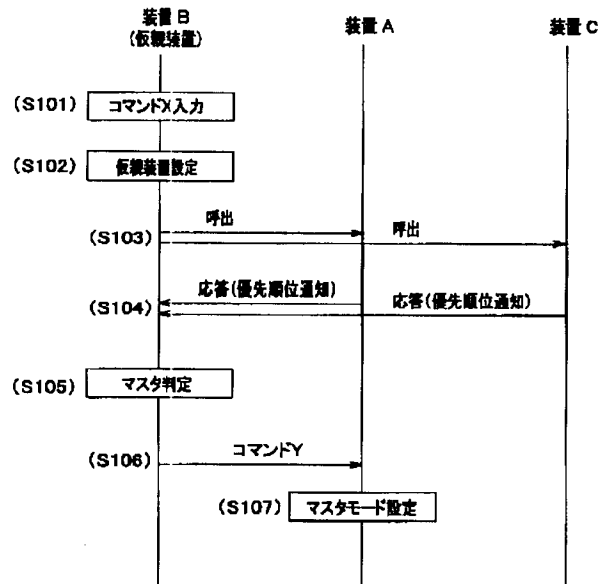 装置 B
(仮親装置)
装置 A
装置 C
(S101)
コマンドX入力
(S102)
仮親装置設定
呼出
(S103)
呼出
応答(優先順位通知)
(S104)
応答(優先順位通知)
(S105)
マスタ判定
コマンドY
(S106)
(S107)
マスタモード設定